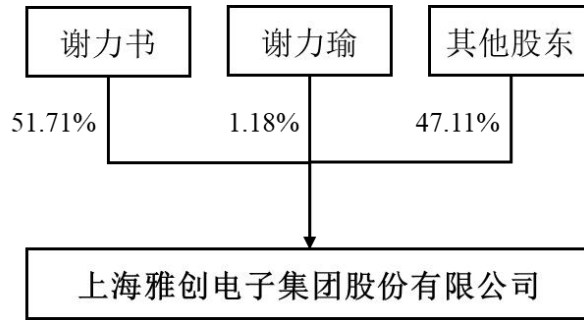 谢力书 谢力瑜 其他股东
51.71% 1.18% 47.11%
上海雅创电子集团股份有限公司